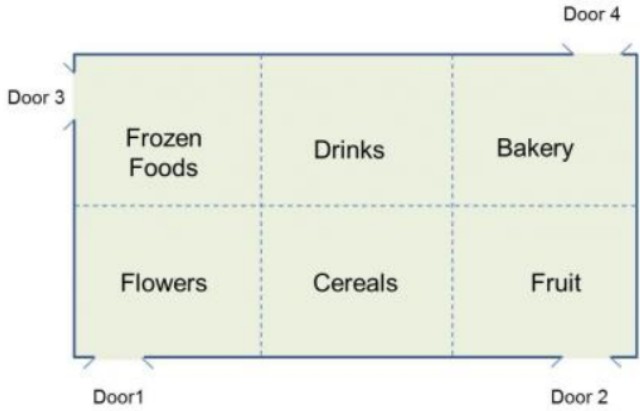 Door 4
Door 3
Frozen
Foods
Drinks
Bakery
Flowers
Cereals
Fruit
Door1
Door 2